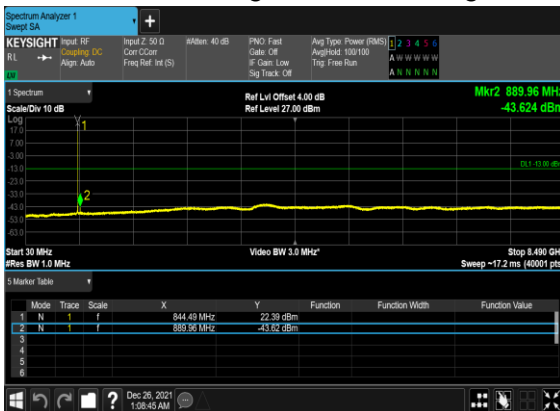 Spectrum Analyzer 1
Swept SA
+
KEYSIGHT Input: RF Input Z: 50 Ω #Atten: 40 dB PNO: Fast Avg Type: Power (RMS) 1 2 3 4 5 6
RL Coupling: DC Corr CCorr Gate: Off Avg|Hold: 100/100 A W W W W W
Align: Auto Freq Ref: Int (S) IF Gain: Low Trig: Free Run
LV Sig Track: Off A N N N N N
1 Spectrum Ref Lvl Offset 4.00 dB Mkr2 889.96 MHz
Scale/Div 10 dB Ref Level 27.00 dBm -43.624 dBm
Log
17.0
7.00
-3.00
-13.0 DL1 -13.00 dBm
-23.0
-33.0
-43.0
-53.0
-63.0
1
2
Start 30 MHz Video BW 3.0 MHz* Stop 8.490 GHz
#Res BW 1.0 MHz Sweep ~17.2 ms (40001 pts)
5 Marker Table
Mode Trace Scale X Y Function Function Width Function Value
1 N 1 f 844.49 MHz 22.39 dBm
2 N 1 f 889.96 MHz -43.62 dBm
3
4
5
6
? Dec 26, 2021
1:08:45 AM